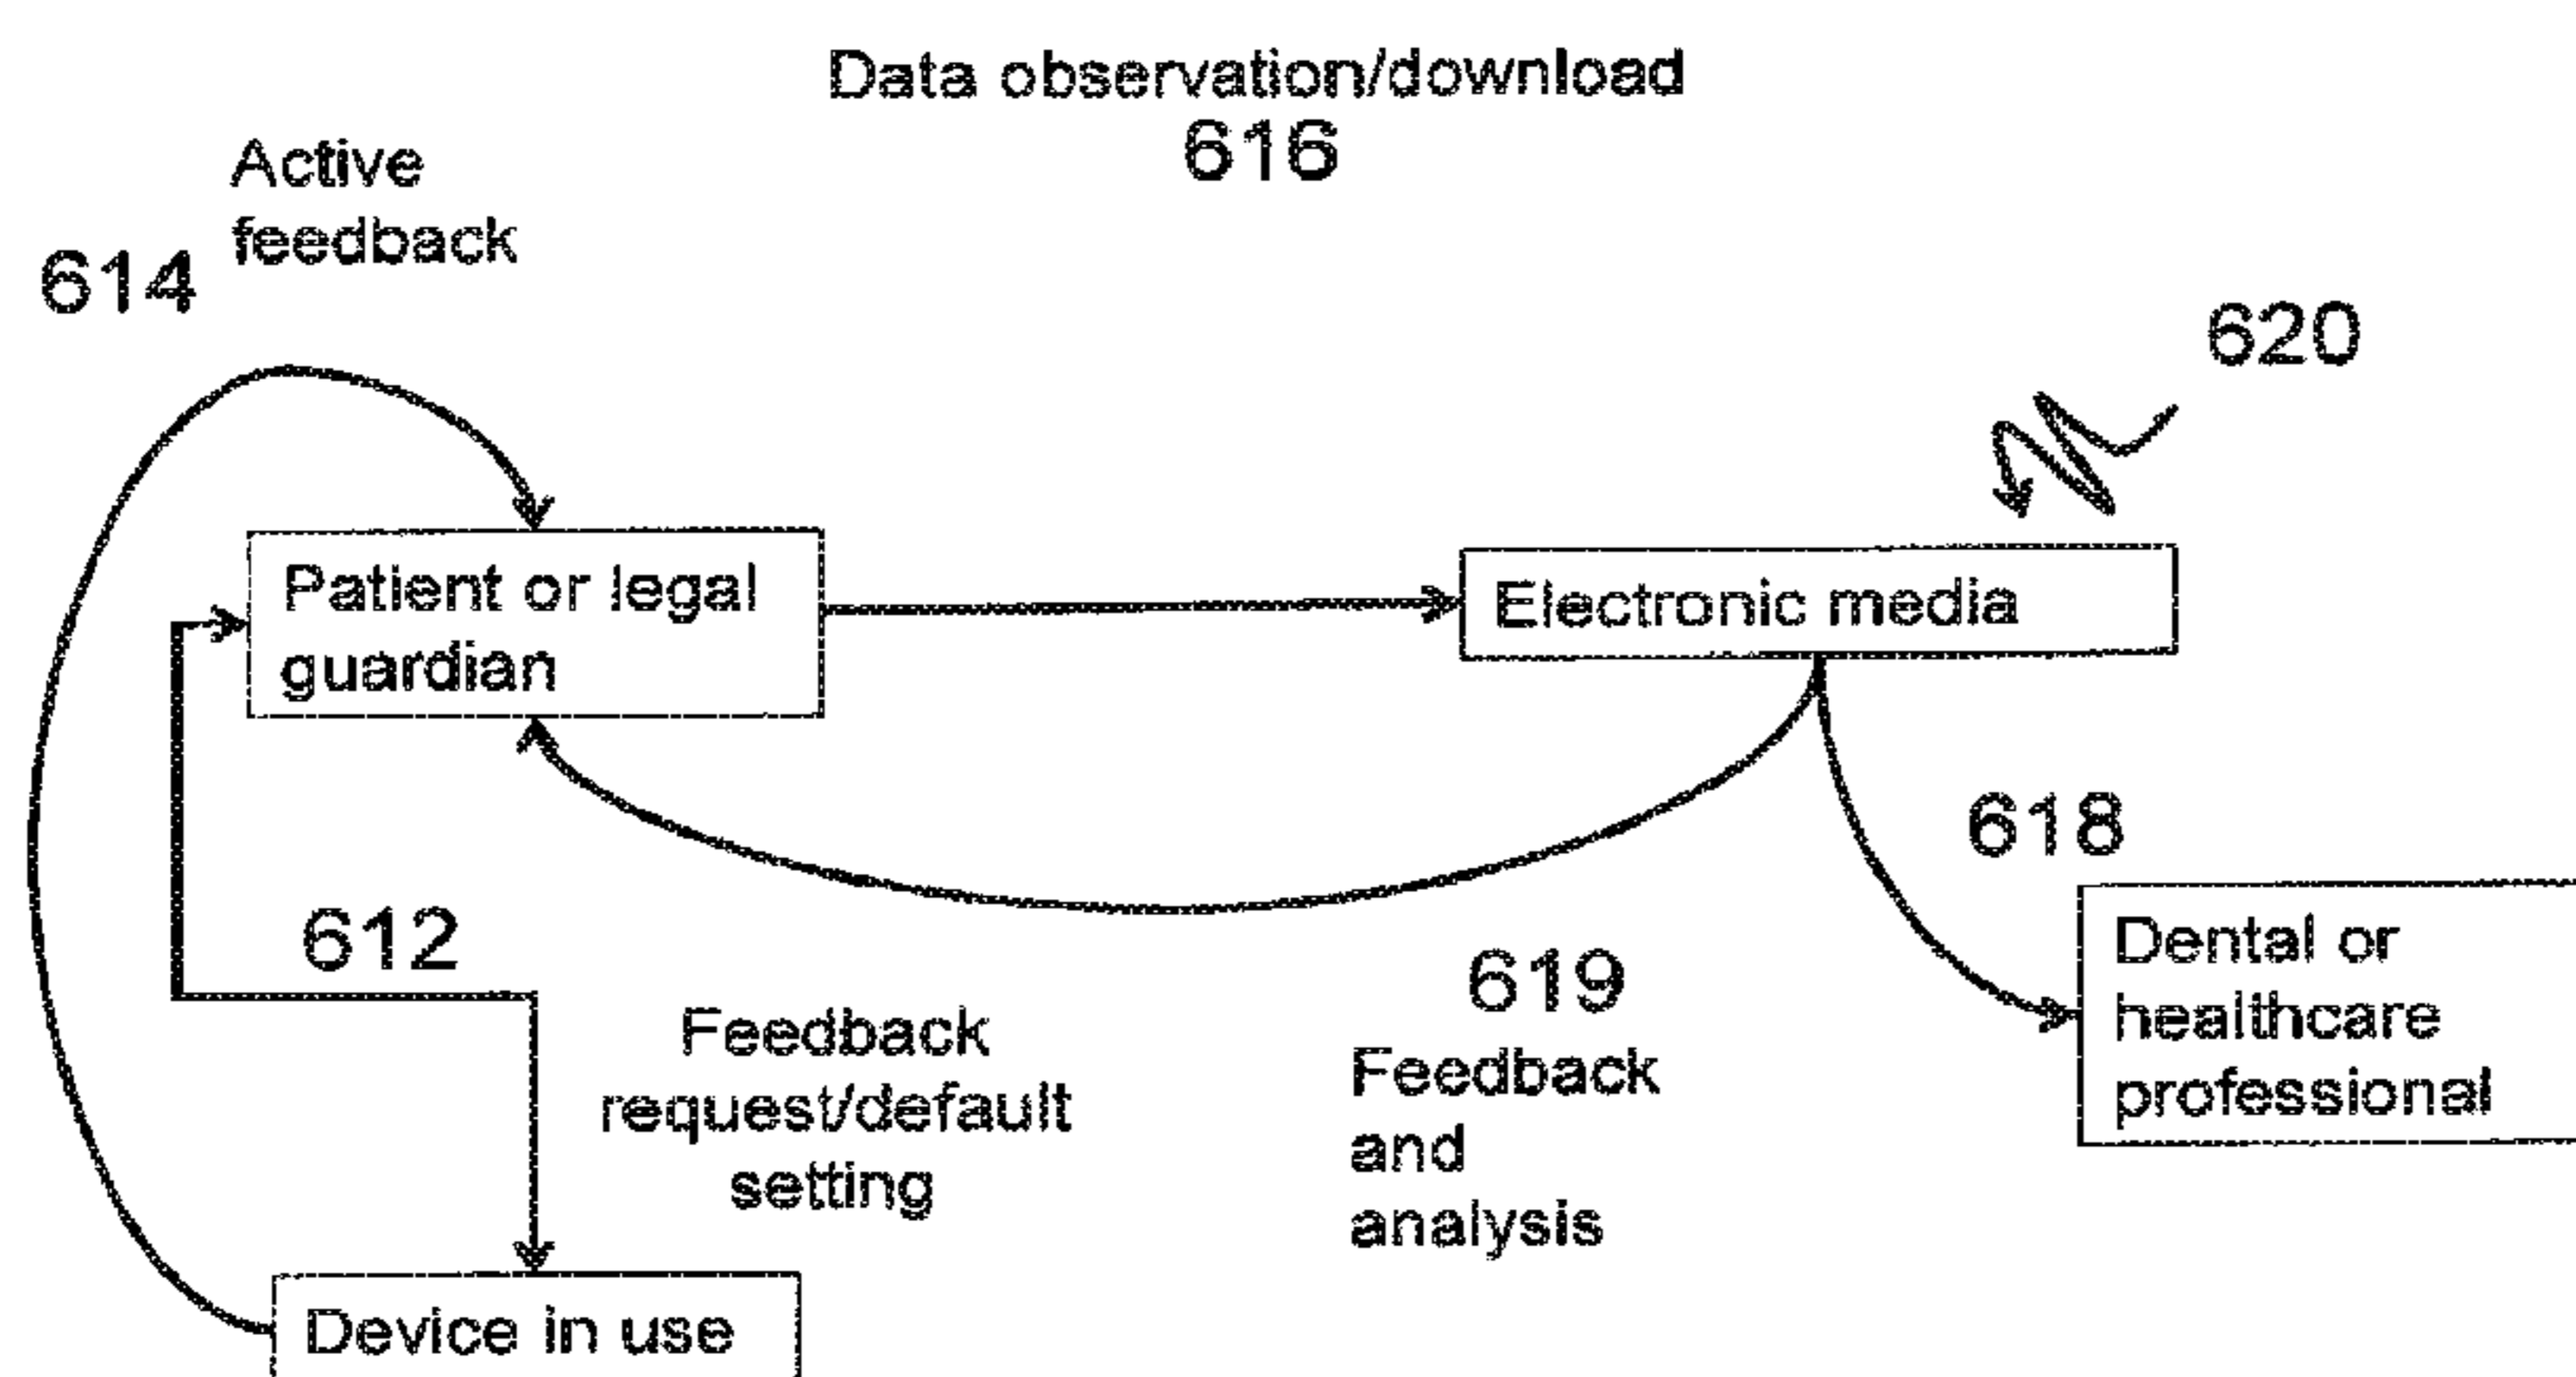 Data observation/download
616
Active
feedback
614
620
Patient or legal
guardian
Electronic media
618
612
Dental or
healthcare
professional
619
Feedback
and
analysis
Feedback
request/default
setting
Device in use